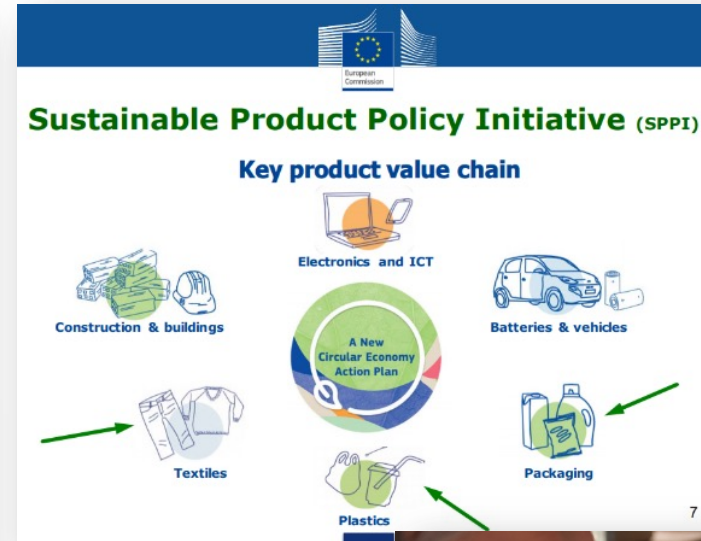 European
Commission
Sustainable Product Policy Initiative (SPPI)
Key product value chain
Electronics and ICT
Construction & buildings
Batteries & vehicles
A New
Circular Economy
Action Plan
Textiles
Packaging
Plastics
7